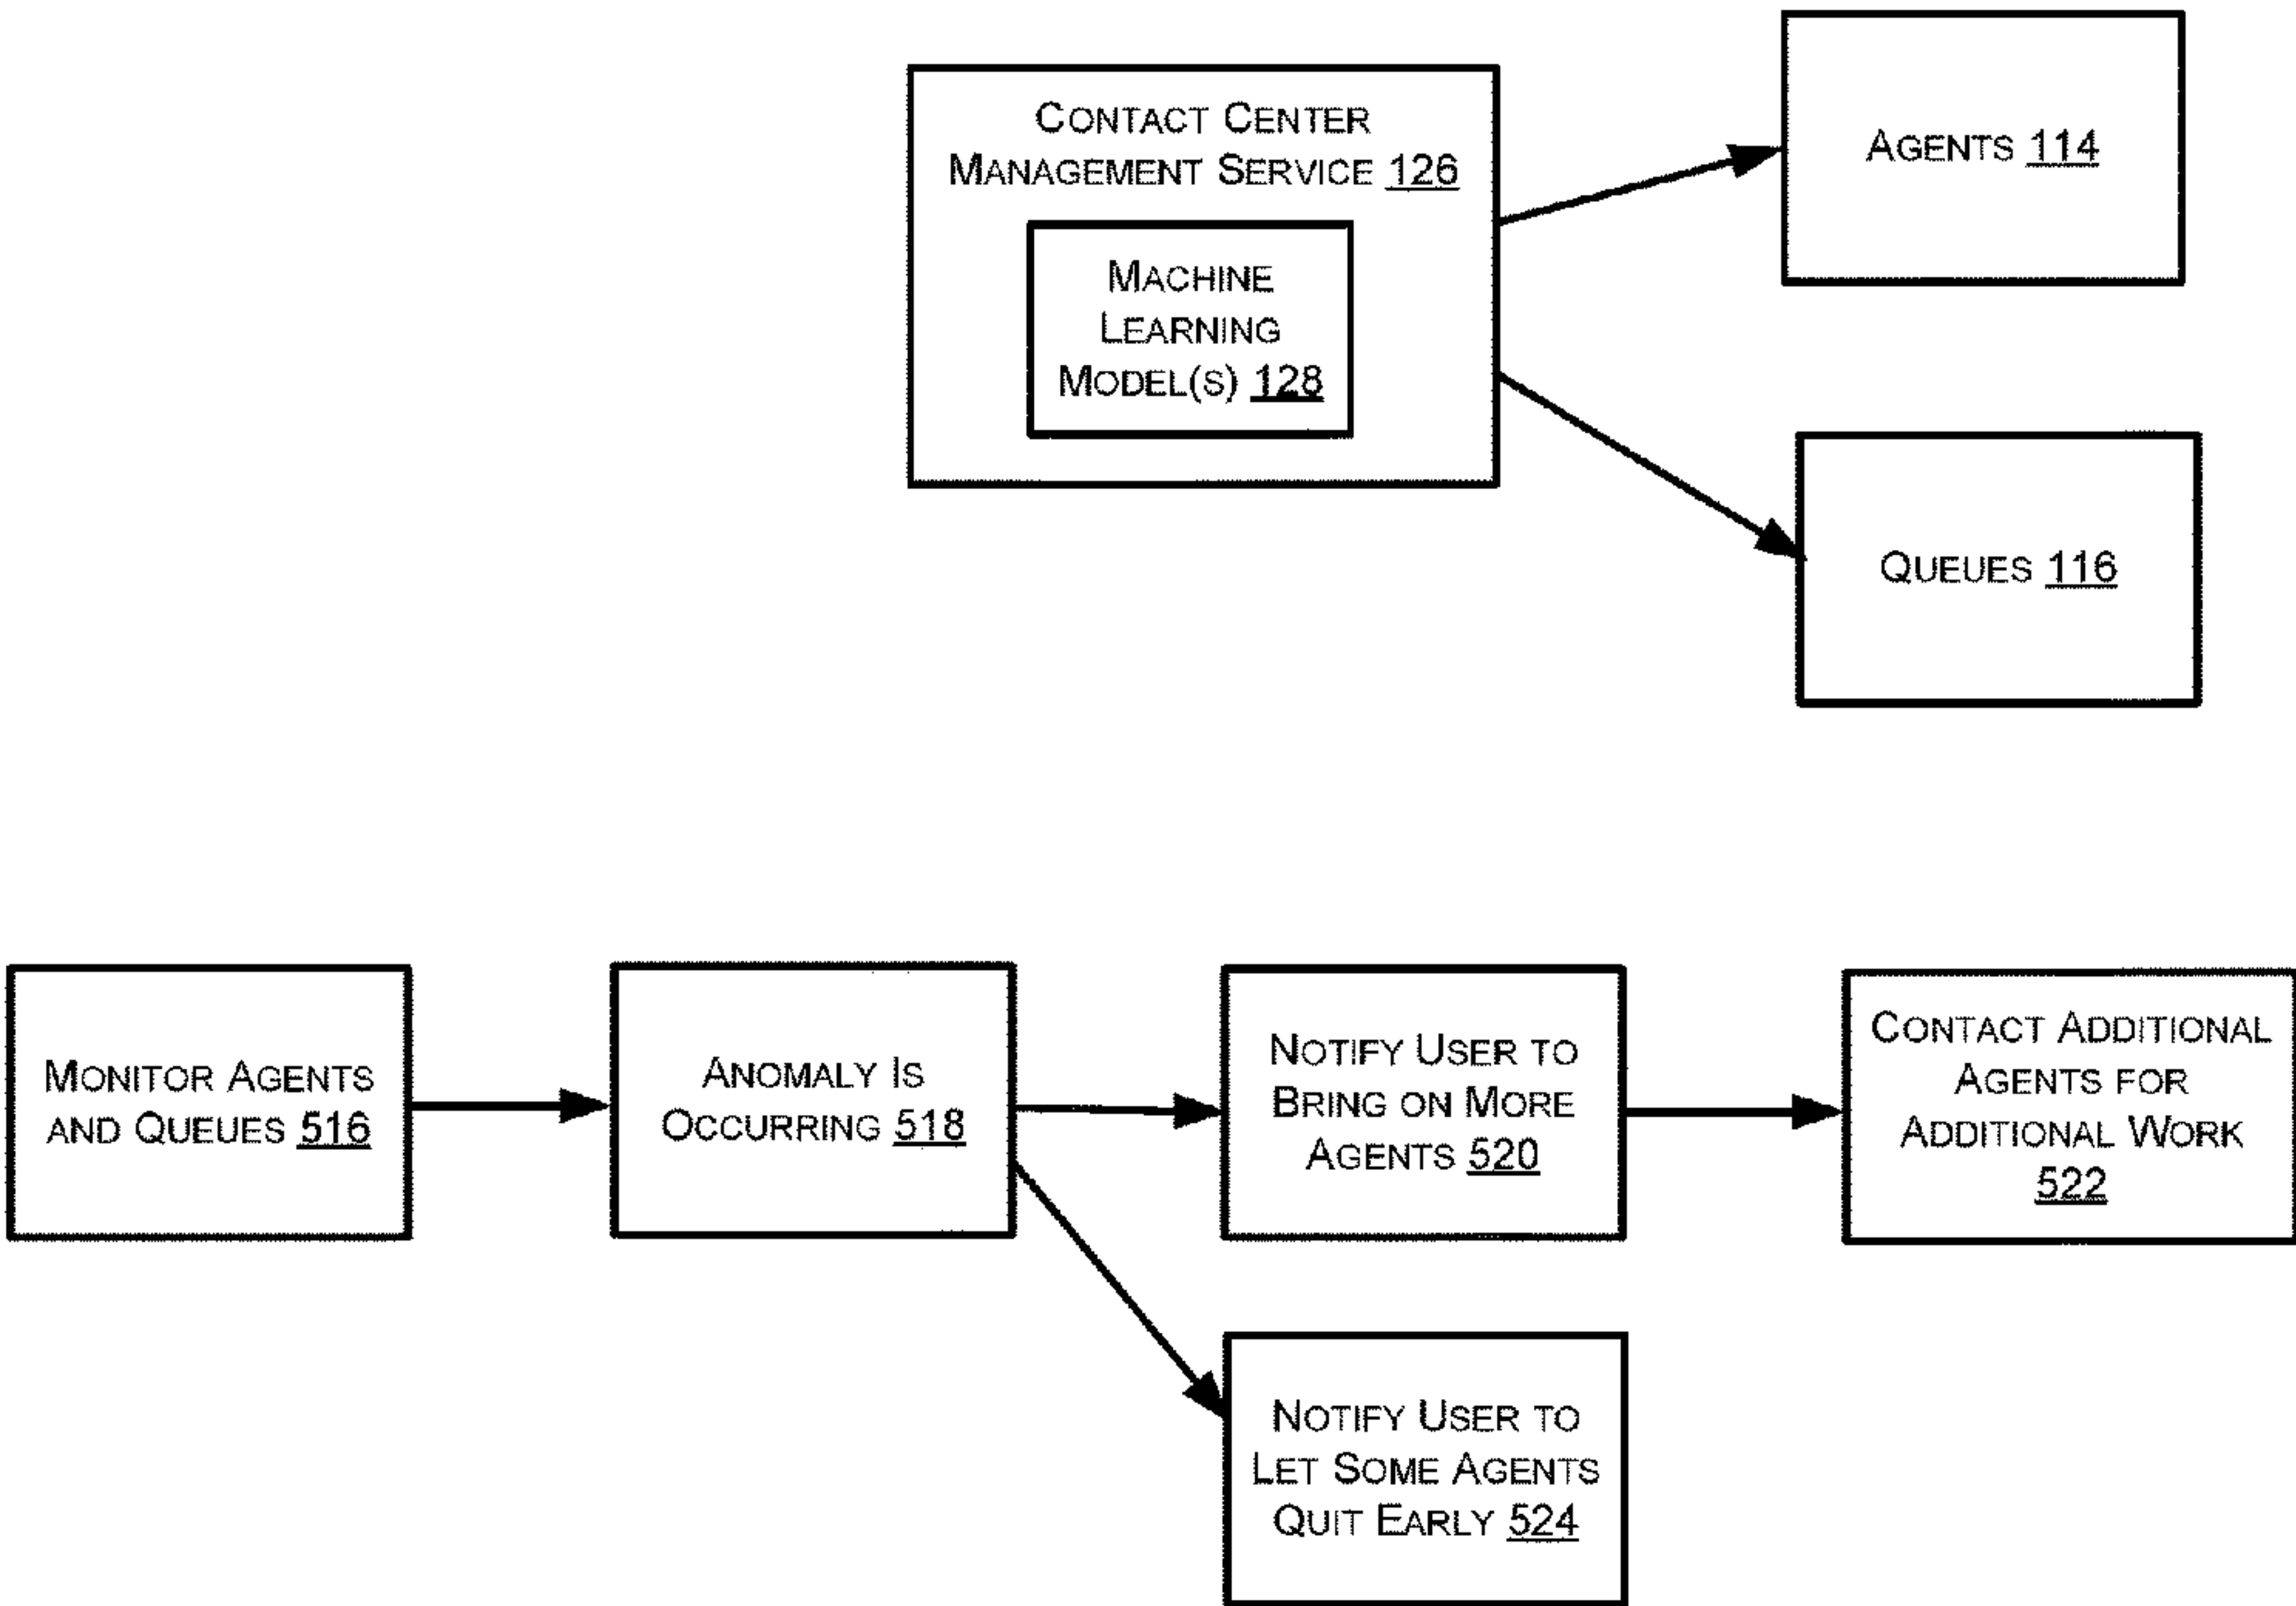 CONTACT CENTER
MANAGEMENT SERVICE 126
MACHINE
LEARNING
MODEL(S) 128
AGENTS 114
QUEUES 116
MONITOR AGENTS
AND QUEUES 516
ANOMALY IS
OCCURRING 518
NOTIFY USER TO
BRING ON MORE
AGENTS 520
CONTACT ADDITIONAL
AGENTS FOR
ADDITIONAL WORK
522
NOTIFY USER TO
LET SOME AGENTS
QUIT EARLY 524